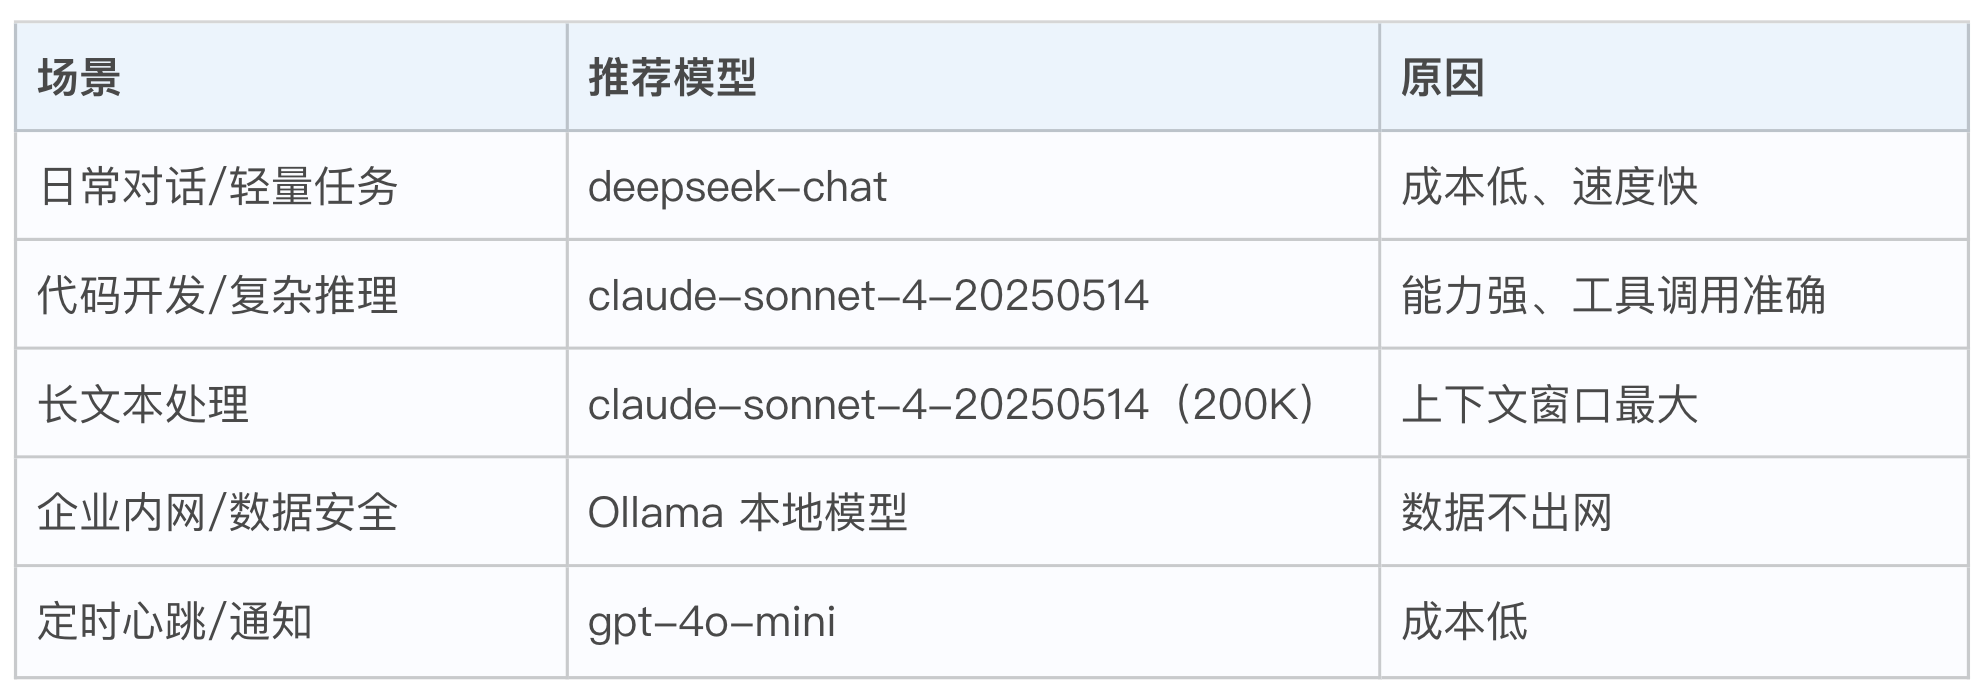 场景 推荐模型 原因
日常对话/轻量任务 deepseek-chat 成本低、速度快
代码开发/复杂推理 claude-sonnet-4-20250514 能力强、工具调用准确
长文本处理 claude-sonnet-4-20250514（200K） 上下文窗口最大
企业内网/数据安全 Ollama 本地模型 数据不出网
定时心跳/通知 gpt-4o-mini 成本低